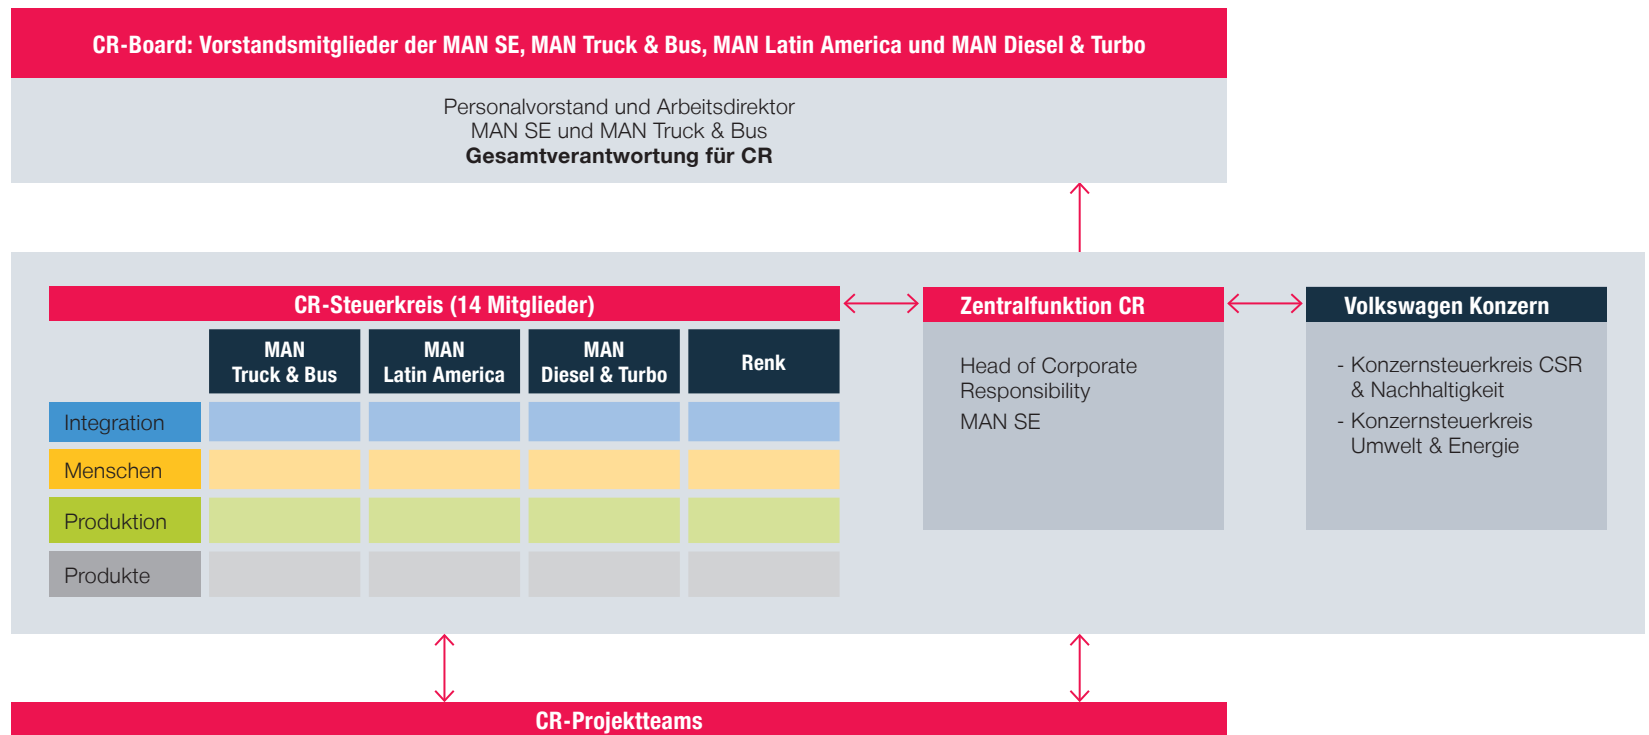 CR-Board: Vorstandsmitglieder der MAN SE, MAN Truck & Bus, MAN Latin America und MAN Diesel & Turbo
Personalvorstand und Arbeitsdirektor
MAN SE und MAN Truck & Bus
Gesamtverantwortung für CR
CR-Steuerkreis (14 Mitglieder)
MAN
Truck & Bus
MAN
Latin America
MAN
Diesel & Turbo
Renk
Integration
Menschen
Produktion
Produkte
Zentralfunktion CR
Head of Corporate
Responsibility
MAN SE
Volkswagen Konzern
- Konzernsteuerkreis CSR
& Nachhaltigkeit
- Konzernsteuerkreis
Umwelt & Energie
CR-Projektteams